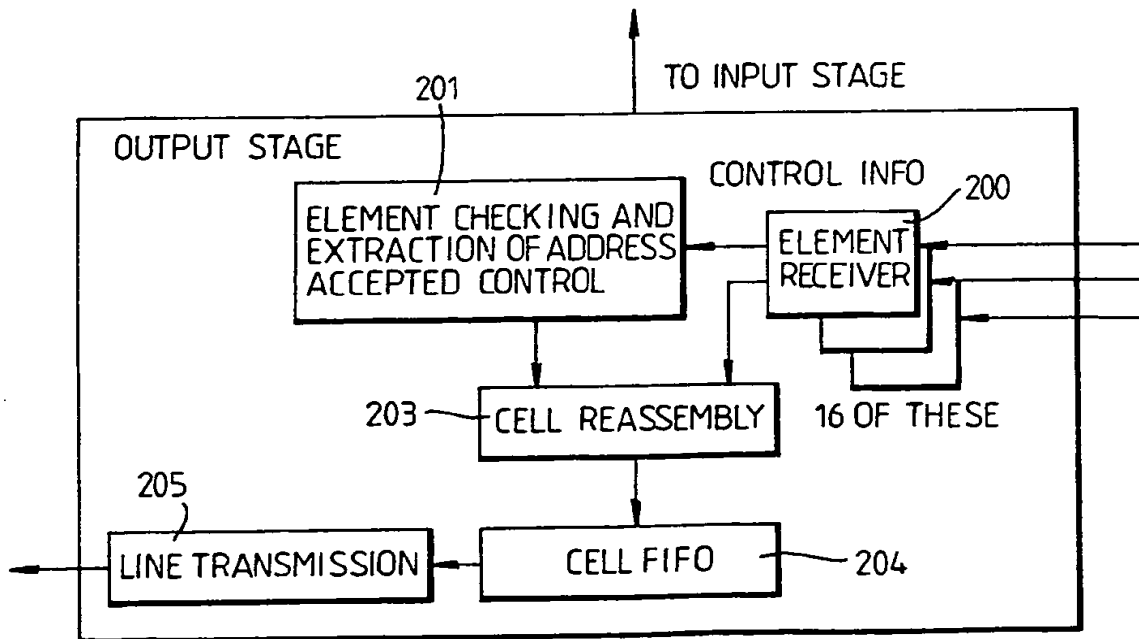 TO INPUT STAGE
201
OUTPUT STAGE
CONTROL INFO
200
ELEMENT CHECKING AND
EXTRACTION OF ADDRESS
ACCEPTED CONTROL
ELEMENT
RECEIVER
203
CELL REASSEMBLY
16 OF THESE
205
LINE TRANSMISSION
CELL FIFO
204